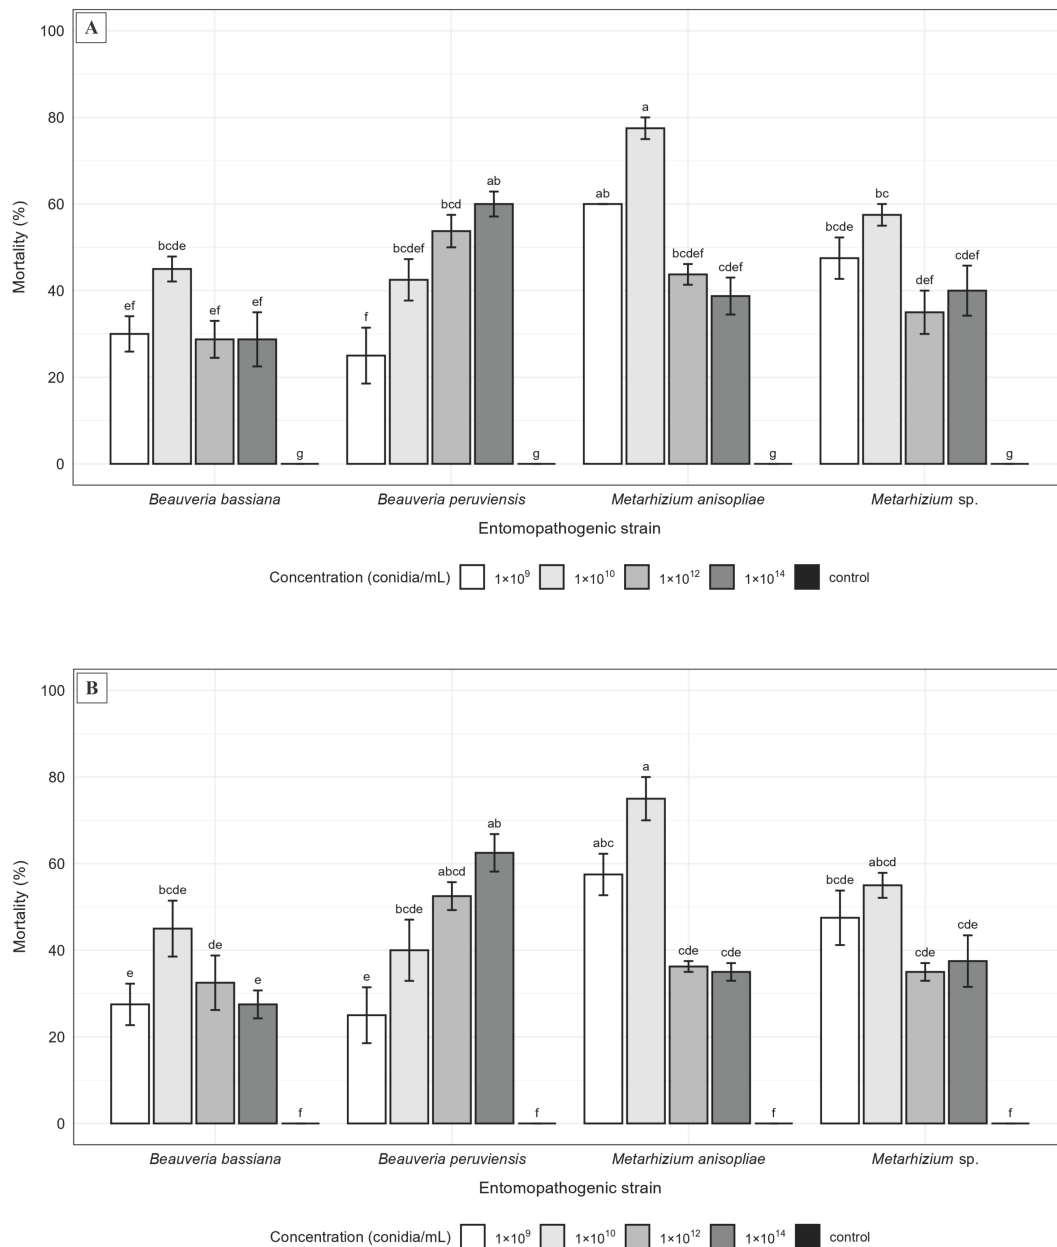 A
100
80
60
40
20
0
Mortality (%)
ef bcde ef ef g
f bcdef bcd ab g
ab a bcdef cdef g
bcde bc def cdef g
Beauveria bassiana Beauveria peruviensis Metarhizium anisopliae Metarhizium sp.
Entomopathogenic strain
Concentration (conidia/mL) 1×10⁹ 1×10¹⁰ 1×10¹² 1×10¹⁴ control
B
100
80
60
40
20
0
Mortality (%)
e bcde de e f
e bcde abcd ab f
abc a cde cde f
bcde abcd cde cde f
Beauveria bassiana Beauveria peruviensis Metarhizium anisopliae Metarhizium sp.
Entomopathogenic strain
Concentration (conidia/mL) 1×10⁹ 1×10¹⁰ 1×10¹² 1×10¹⁴ control